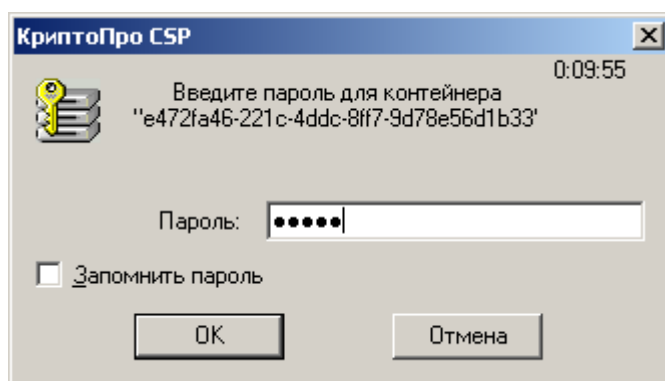 КриптоПро CSP
0:09:55
Введите пароль для контейнера
"e472fa46-221c-4ddc-8ff7-9d78e56d1b33'
Пароль: •••••
Запомнить пароль
OK Отмена